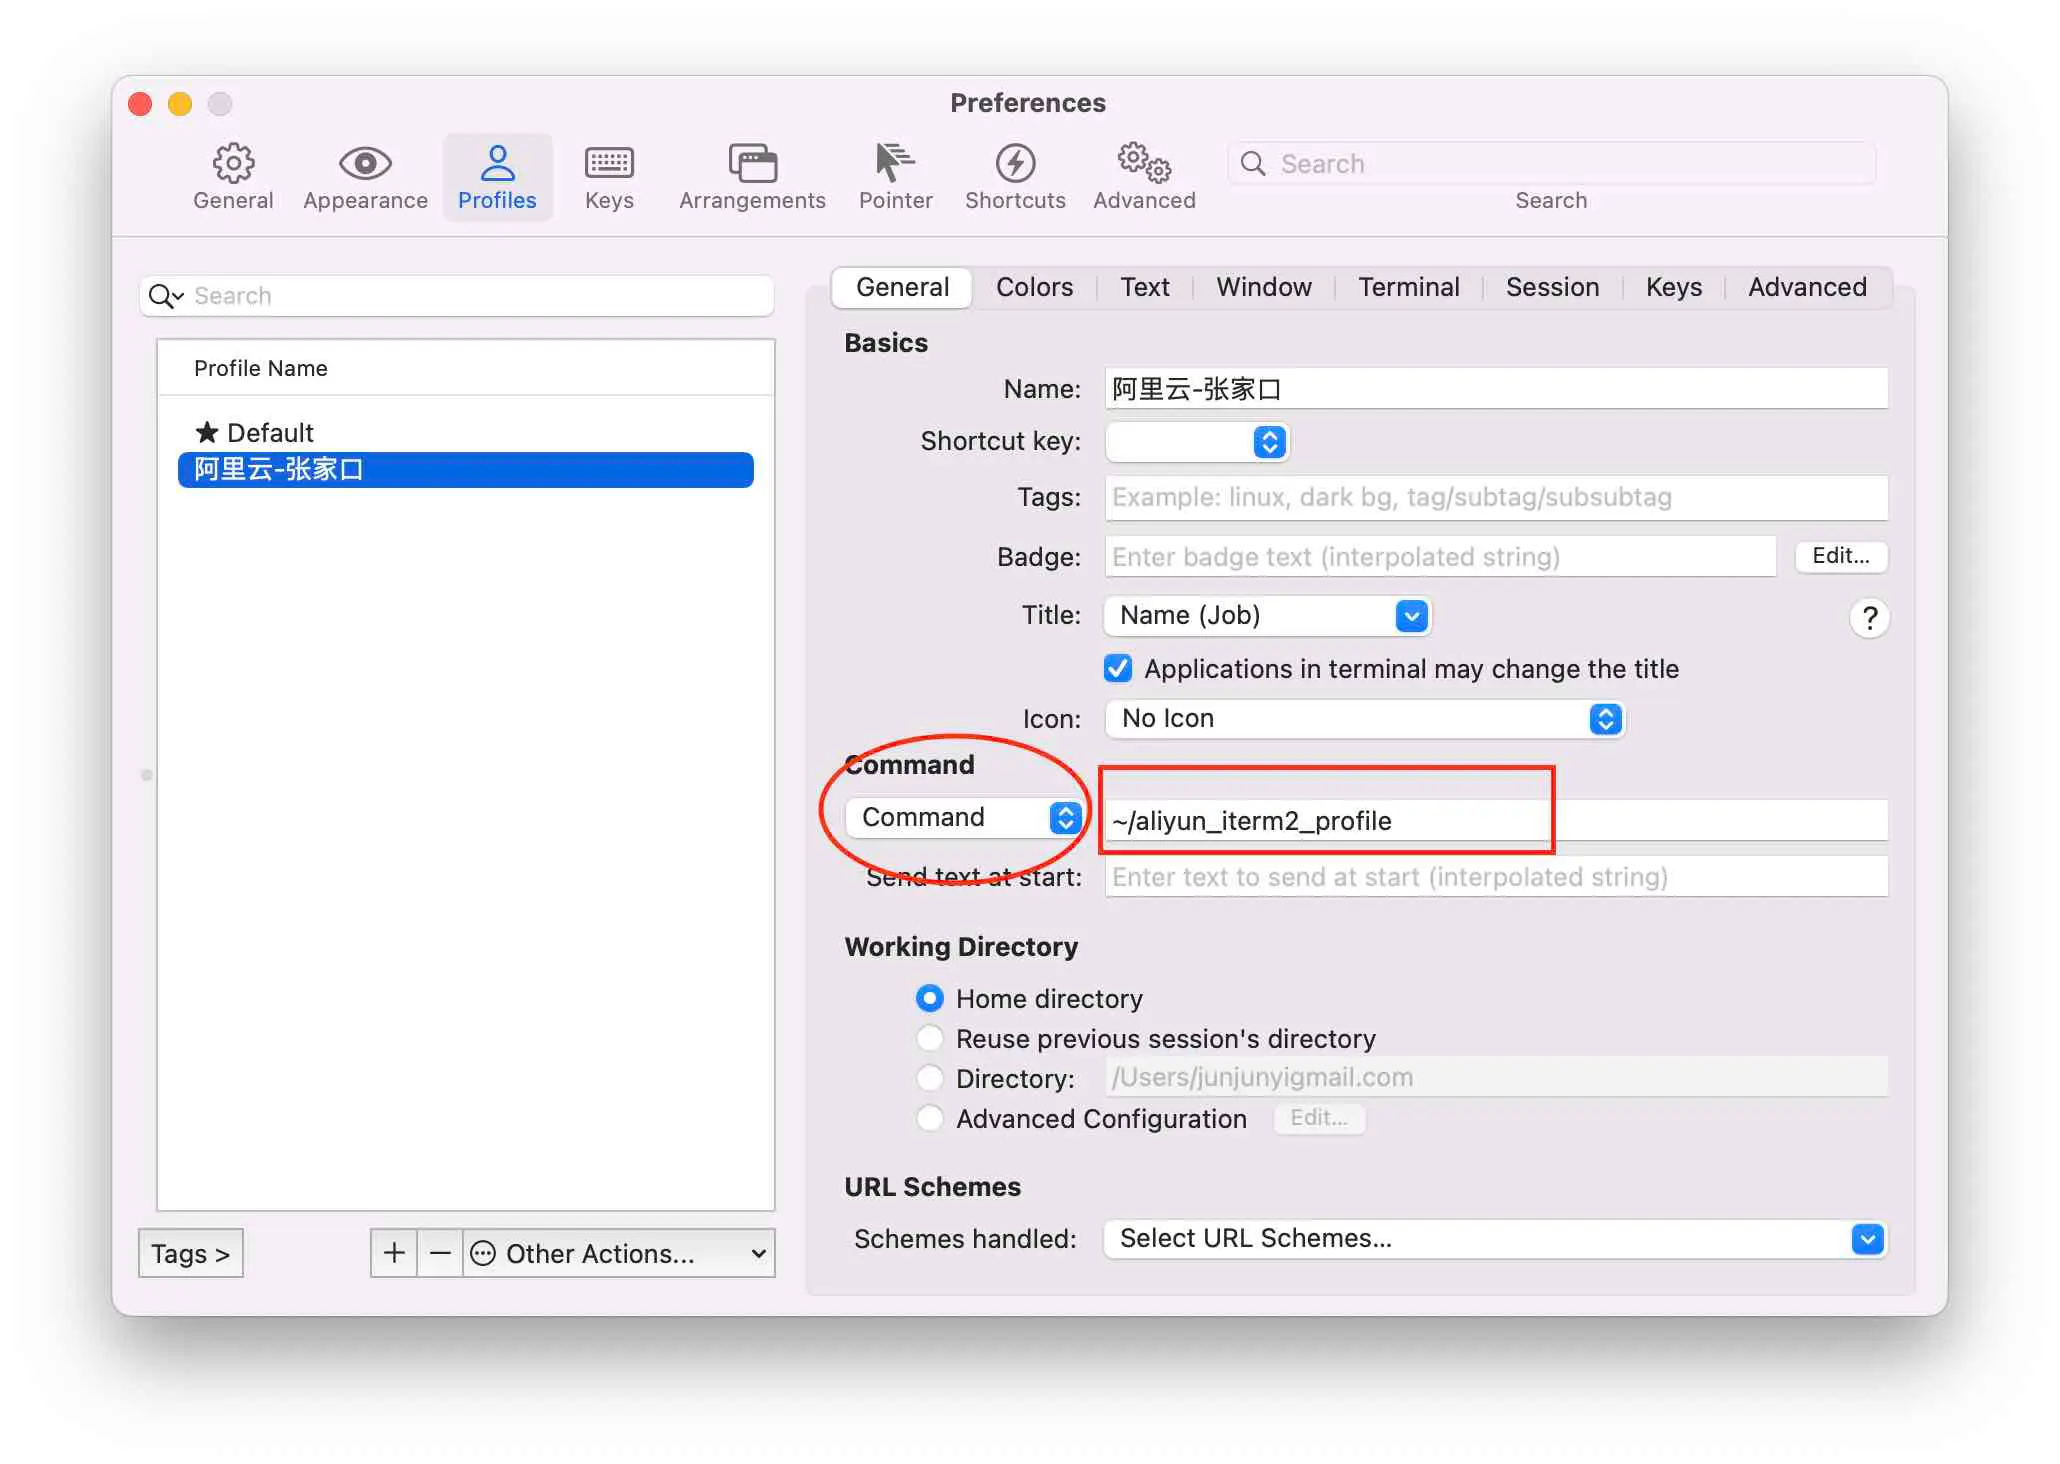 Preferences
General
Appearance
Profiles
Keys
Arrangements
Pointer
Shortcuts
Advanced
Search
Search
Search
Profile Name
★ Default
阿里云-张家口
Tags >
+
−
Other Actions...
General
Colors
Text
Window
Terminal
Session
Keys
Advanced
Basics
Name: 阿里云-张家口
Shortcut key:
Tags: Example: linux, dark bg, tag/subtag/subsubtag
Badge: Enter badge text (interpolated string) Edit...
Title: Name (Job) ?
Applications in terminal may change the title
Icon: No Icon
Command
Command ~/aliyun_iterm2_profile
Send text at start: Enter text to send at start (interpolated string)
Working Directory
Home directory
Reuse previous session's directory
Directory: /Users/junjunyigmail.com
Advanced Configuration Edit...
URL Schemes
Schemes handled: Select URL Schemes...